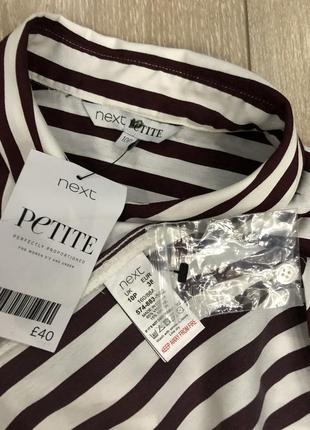 next PETITE
10P
next
PETITE
PERFECTLY PROPORTIONED
FOR WOMEN 5'3 AND UNDER
£40
next
UK EUR
10P 38
KEEP AWAY FROM FIRE